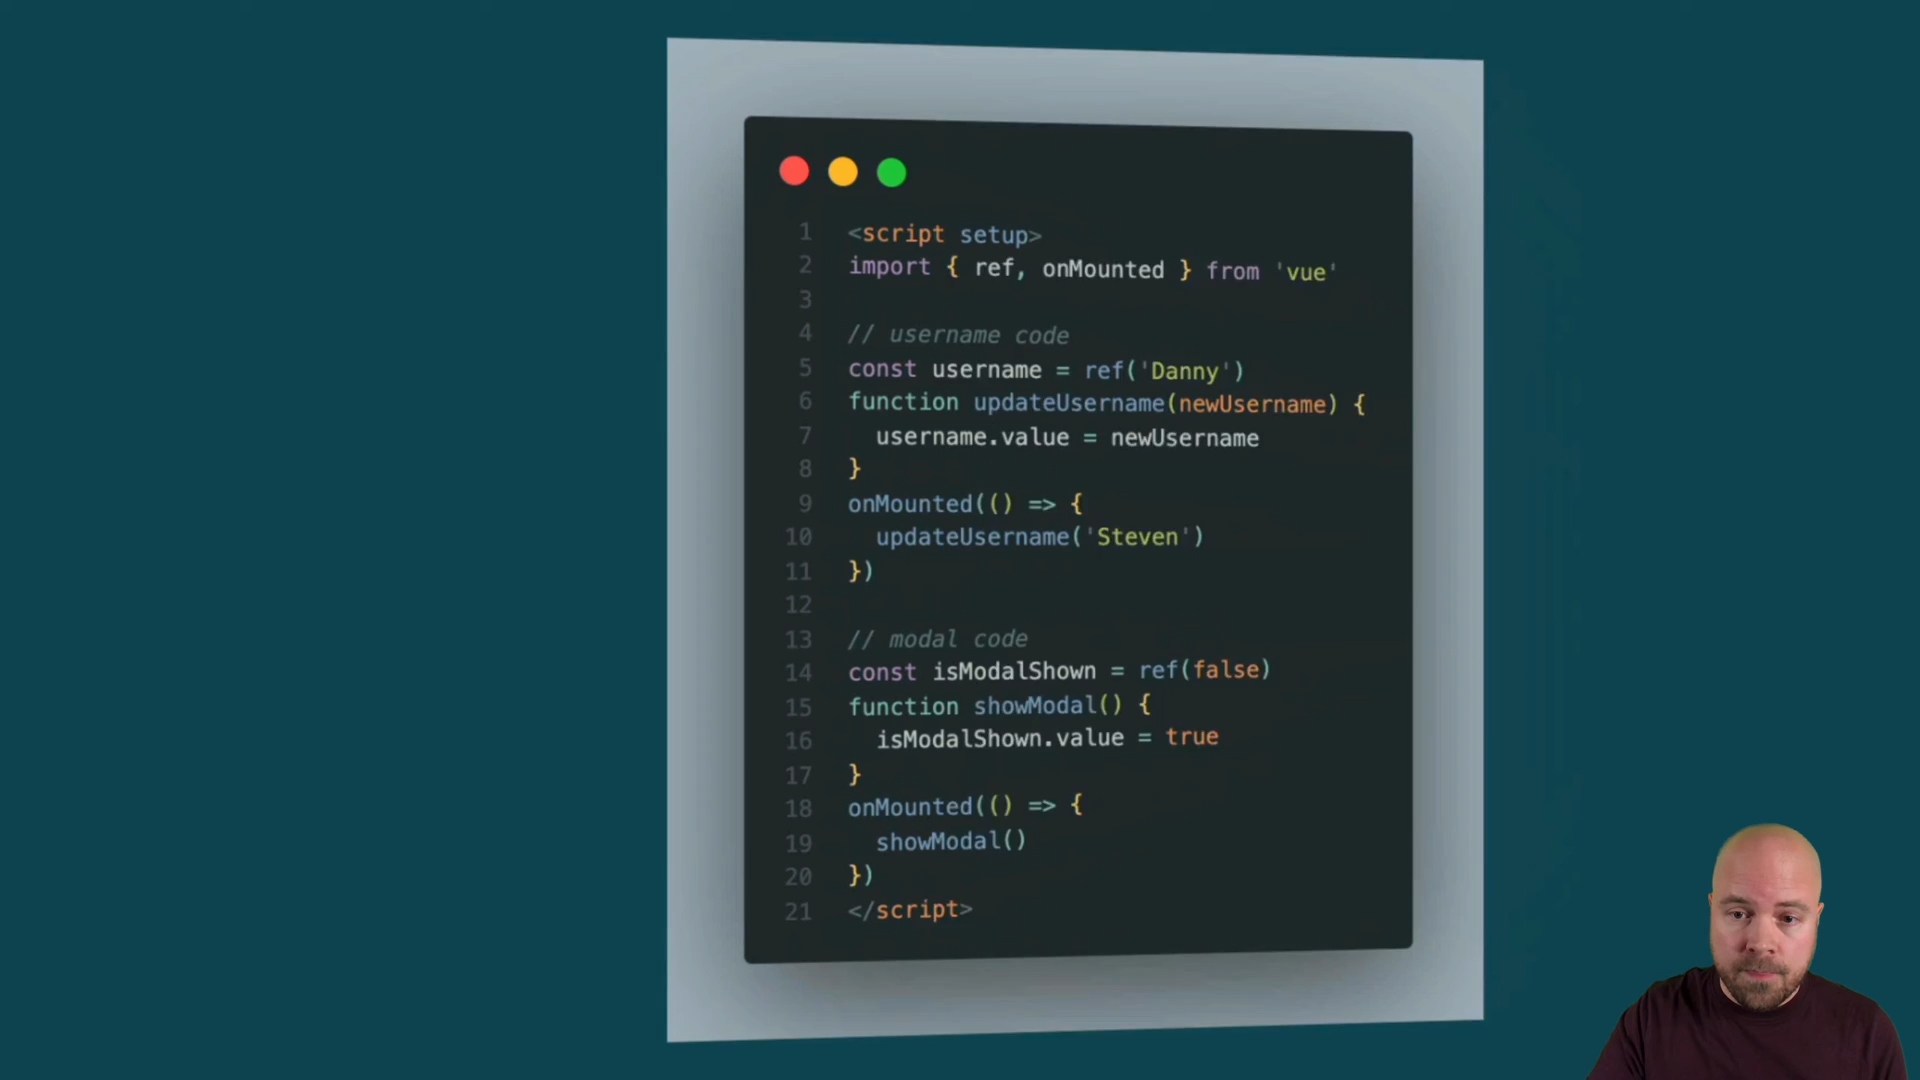 1 <script setup>
2 import { ref, onMounted } from 'vue'
3
4 // username code
5 const username = ref('Danny')
6 function updateUsername(newUsername) {
7 username.value = newUsername
8 }
9 onMounted(() => {
10 updateUsername('Steven')
11 })
12
13 // modal code
14 const isModalShown = ref(false)
15 function showModal() {
16 isModalShown.value = true
17 }
18 onMounted(() => {
19 showModal()
20 })
21 </script>